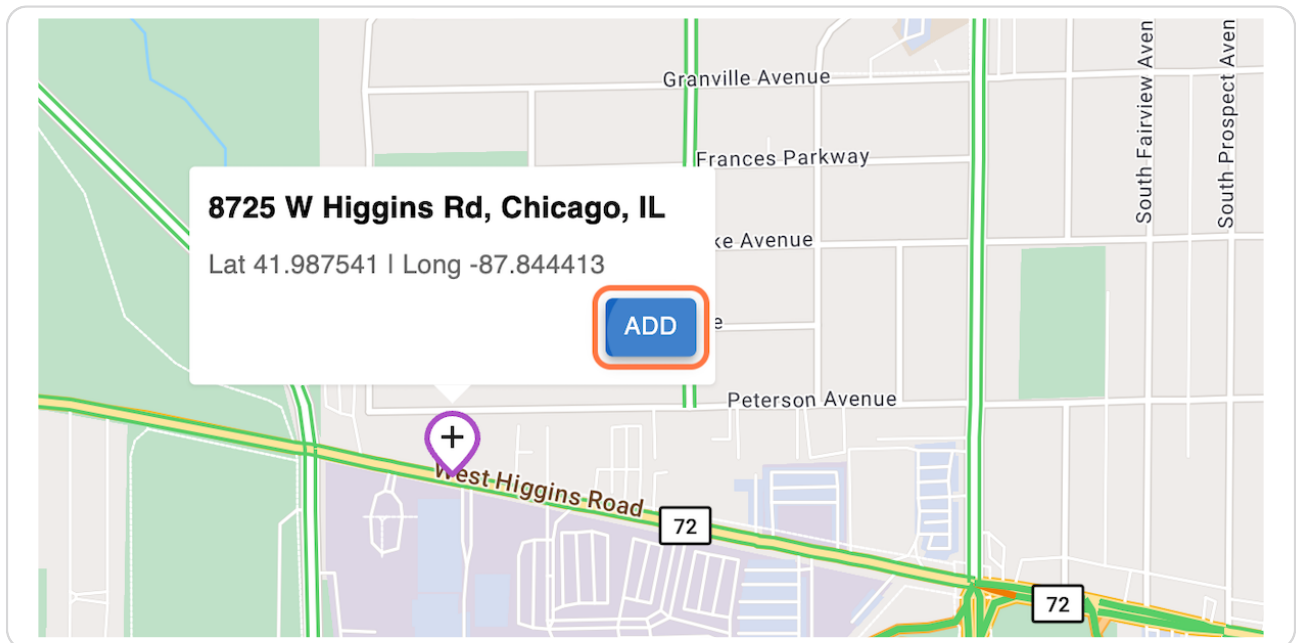 Granville Avenue
South Fairview Aven
South Prospect Aven
Frances Parkway
8725 W Higgins Rd, Chicago, IL
ke Avenue
Lat 41.987541 | Long -87.844413
ADD
e
Peterson Avenue
West Higgins Road
72
72